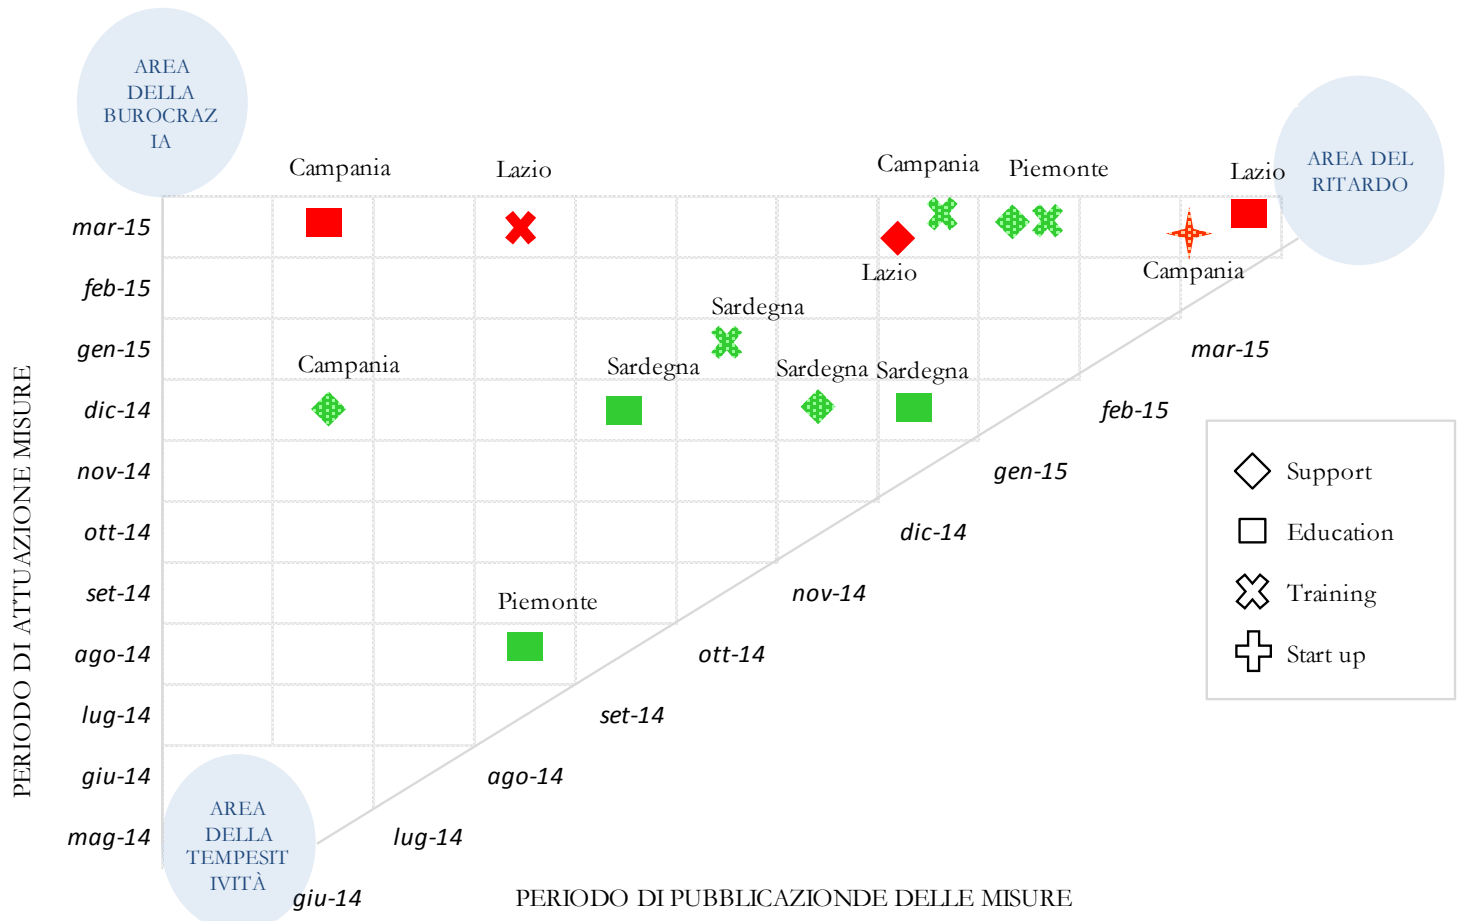 AREA
DELLA
BUROCRAZ
IA
AREA DEL
RITARDO
Campania
Lazio
Campania
Piemonte
Lazio
mar-15
Lazio
Campania
feb-15
Sardegna
gen-15
mar-15
Campania
Sardegna
Sardegna
Sardegna
dic-14
feb-15
nov-14
gen-15
Support
ott-14
dic-14
Education
set-14
nov-14
Training
Piemonte
ago-14
ott-14
Start up
lug-14
set-14
giu-14
ago-14
mag-14
lug-14
giu-14
AREA
DELLA
TEMPESIT
IVITÀ
PERIODO DI ATTUAZIONE MISURE
PERIODO DI PUBBLICAZIONDE DELLE MISURE